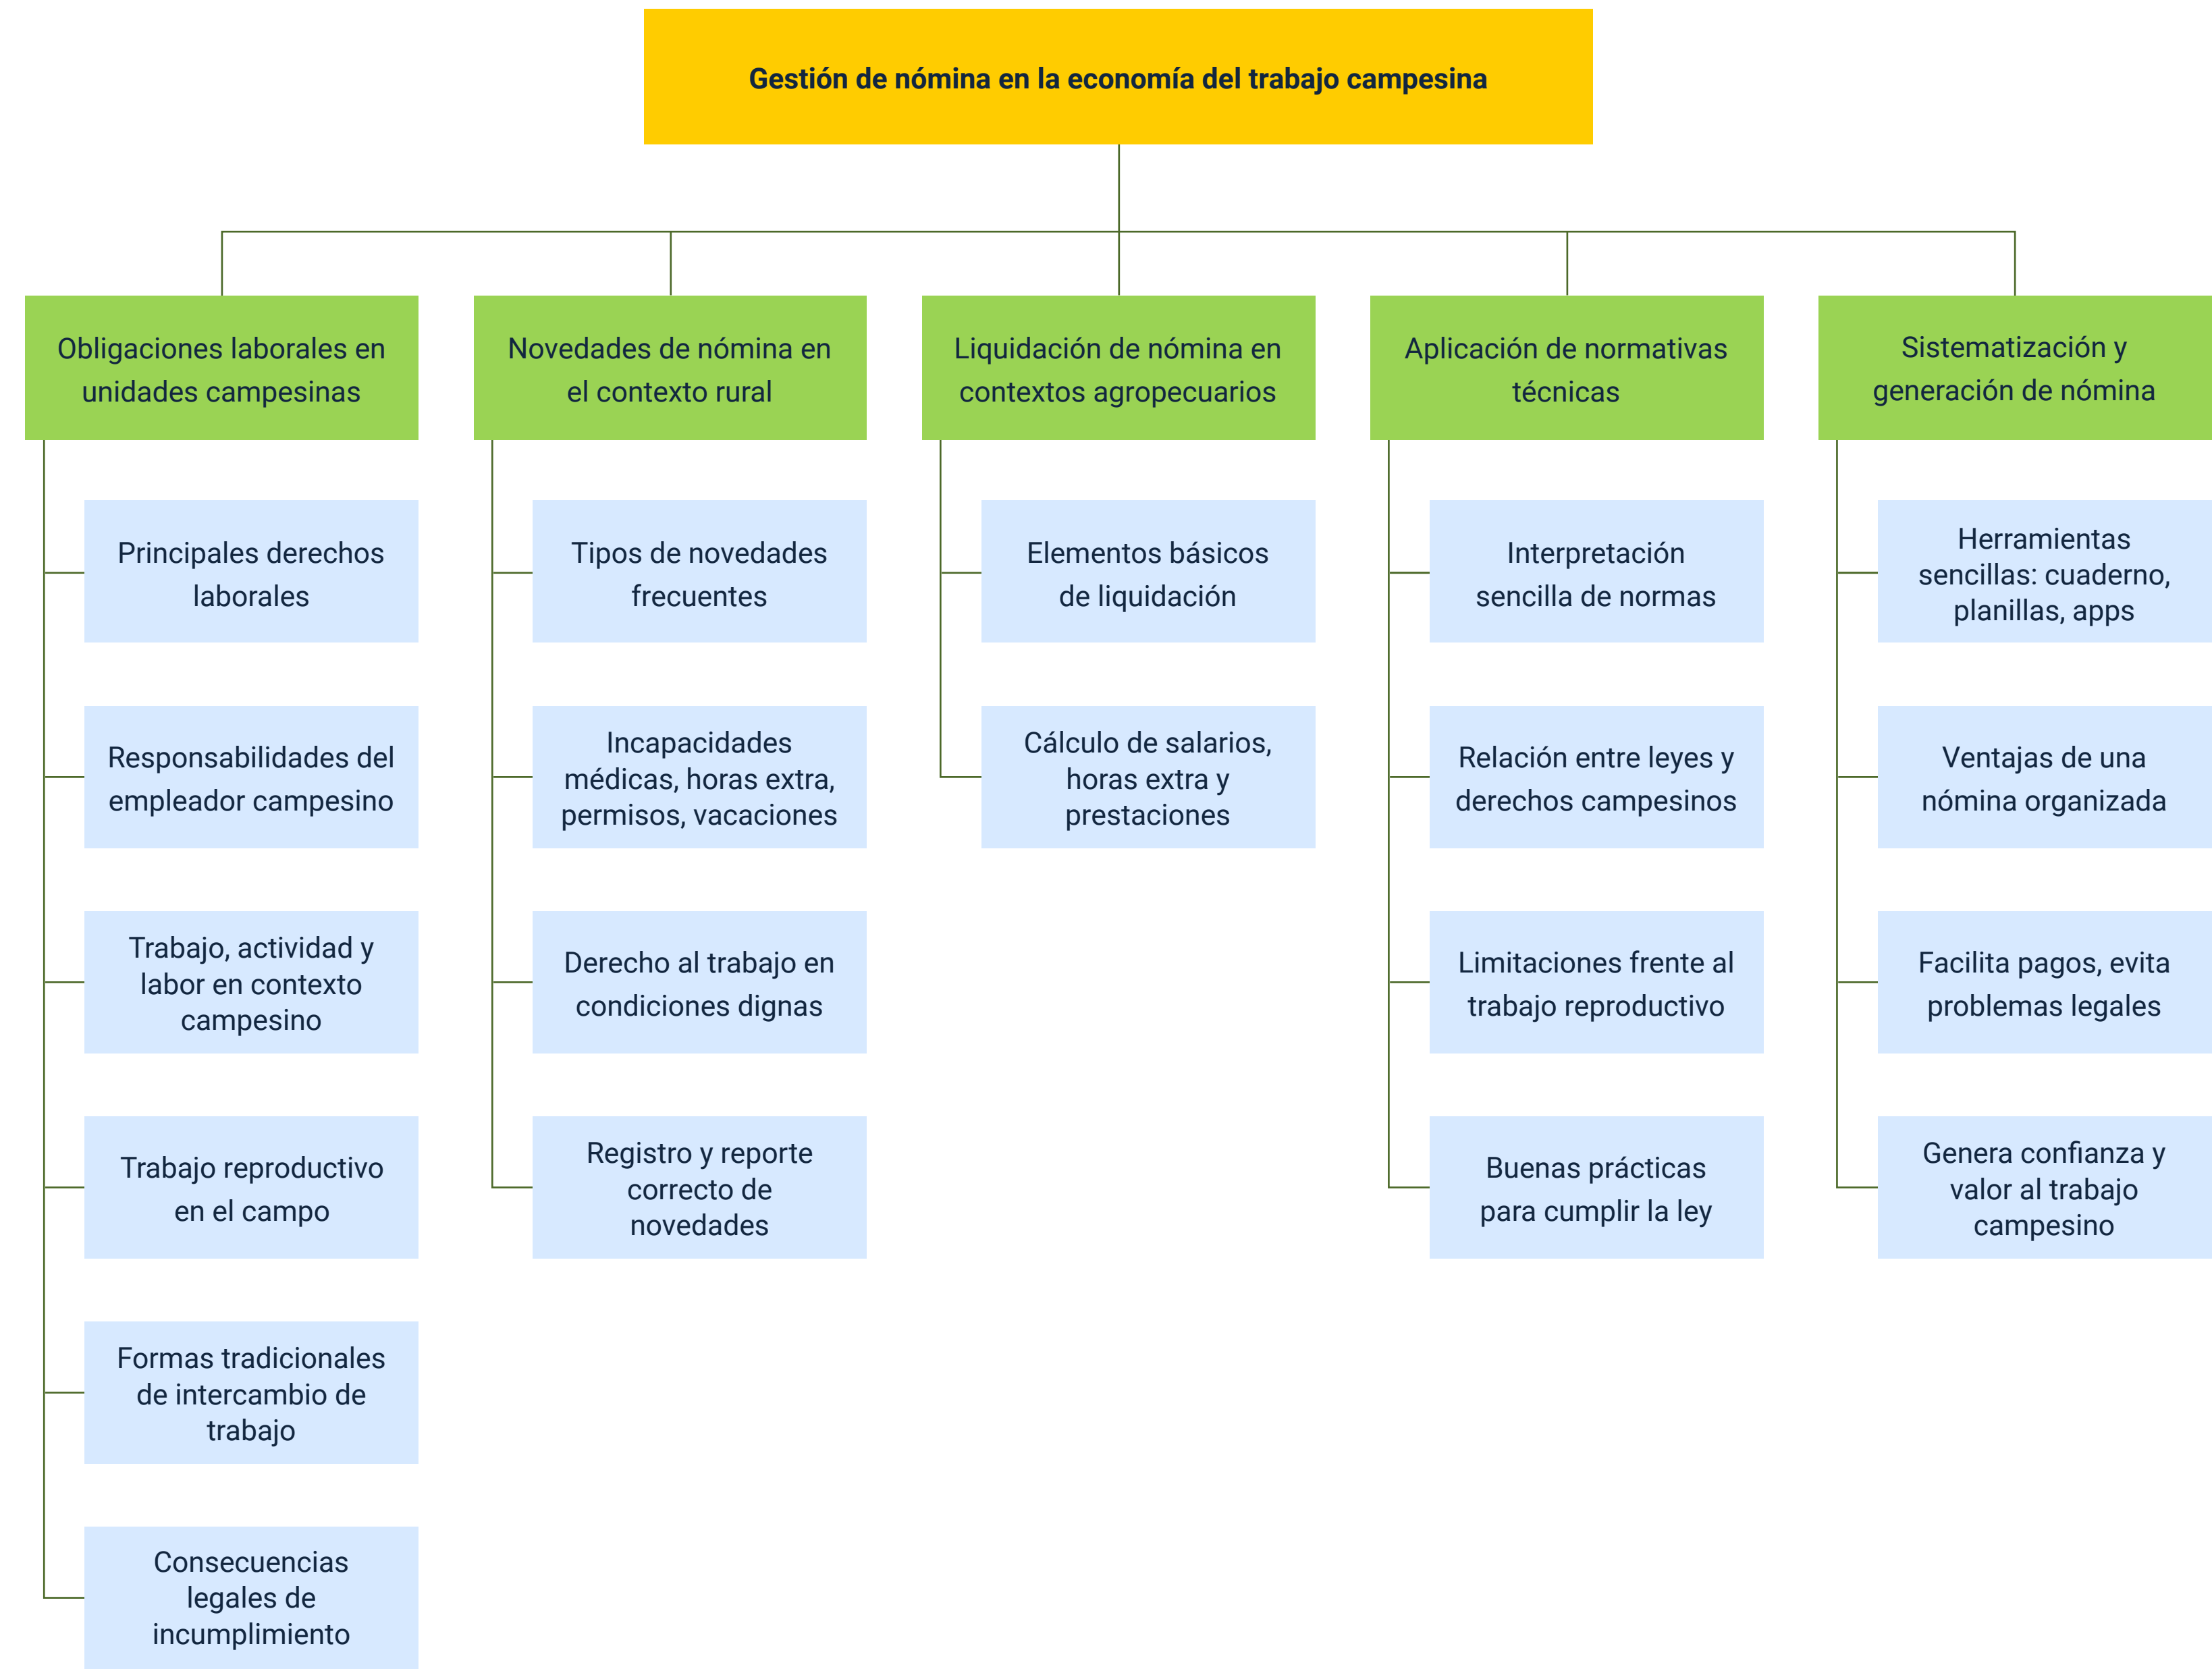 Gestión de nómina en la economía del trabajo campesina
Obligaciones laborales en
unidades campesinas
Principales derechos
laborales
Responsabilidades del
empleador campesino
Trabajo, actividad y
labor en contexto
campesino
Trabajo reproductivo
en el campo
Formas tradicionales
de intercambio de
trabajo
Consecuencias
legales de
incumplimiento
Novedades de nómina en
el contexto rural
Tipos de novedades
frecuentes
Incapacidades
médicas, horas extra,
permisos, vacaciones
Derecho al trabajo en
condiciones dignas
Registro y reporte
correcto de
novedades
Liquidación de nómina en
contextos agropecuarios
Elementos básicos
de liquidación
Cálculo de salarios,
horas extra y
prestaciones
Aplicación de normativas
técnicas
Interpretación
sencilla de normas
Relación entre leyes y
derechos campesinos
Limitaciones frente al
trabajo reproductivo
Buenas prácticas
para cumplir la ley
Sistematización y
generación de nómina
Herramientas
sencillas: cuaderno,
planillas, apps
Ventajas de una
nómina organizada
Facilita pagos, evita
problemas legales
Genera confianza y
valor al trabajo
campesino